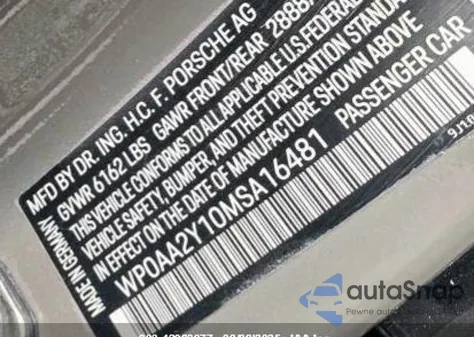 MFD BY DR. ING. H.C. F. PORSCHE AG
GVWR 6162 LBS GAWR FRONT/REAR 2888
THIS VEHICLE CONFORMS TO ALL APPLICABLE U.S. FEDERAL
VEHICLE SAFETY, BUMPER, AND THEFT PREVENTION STANDA
IN EFFECT ON THE DATE OF MANUFACTURE SHOWN ABOVE
WP0AA2Y10MSA16481 PASSENGER CAR
MADE IN GERMANY
9J1
autoSnap